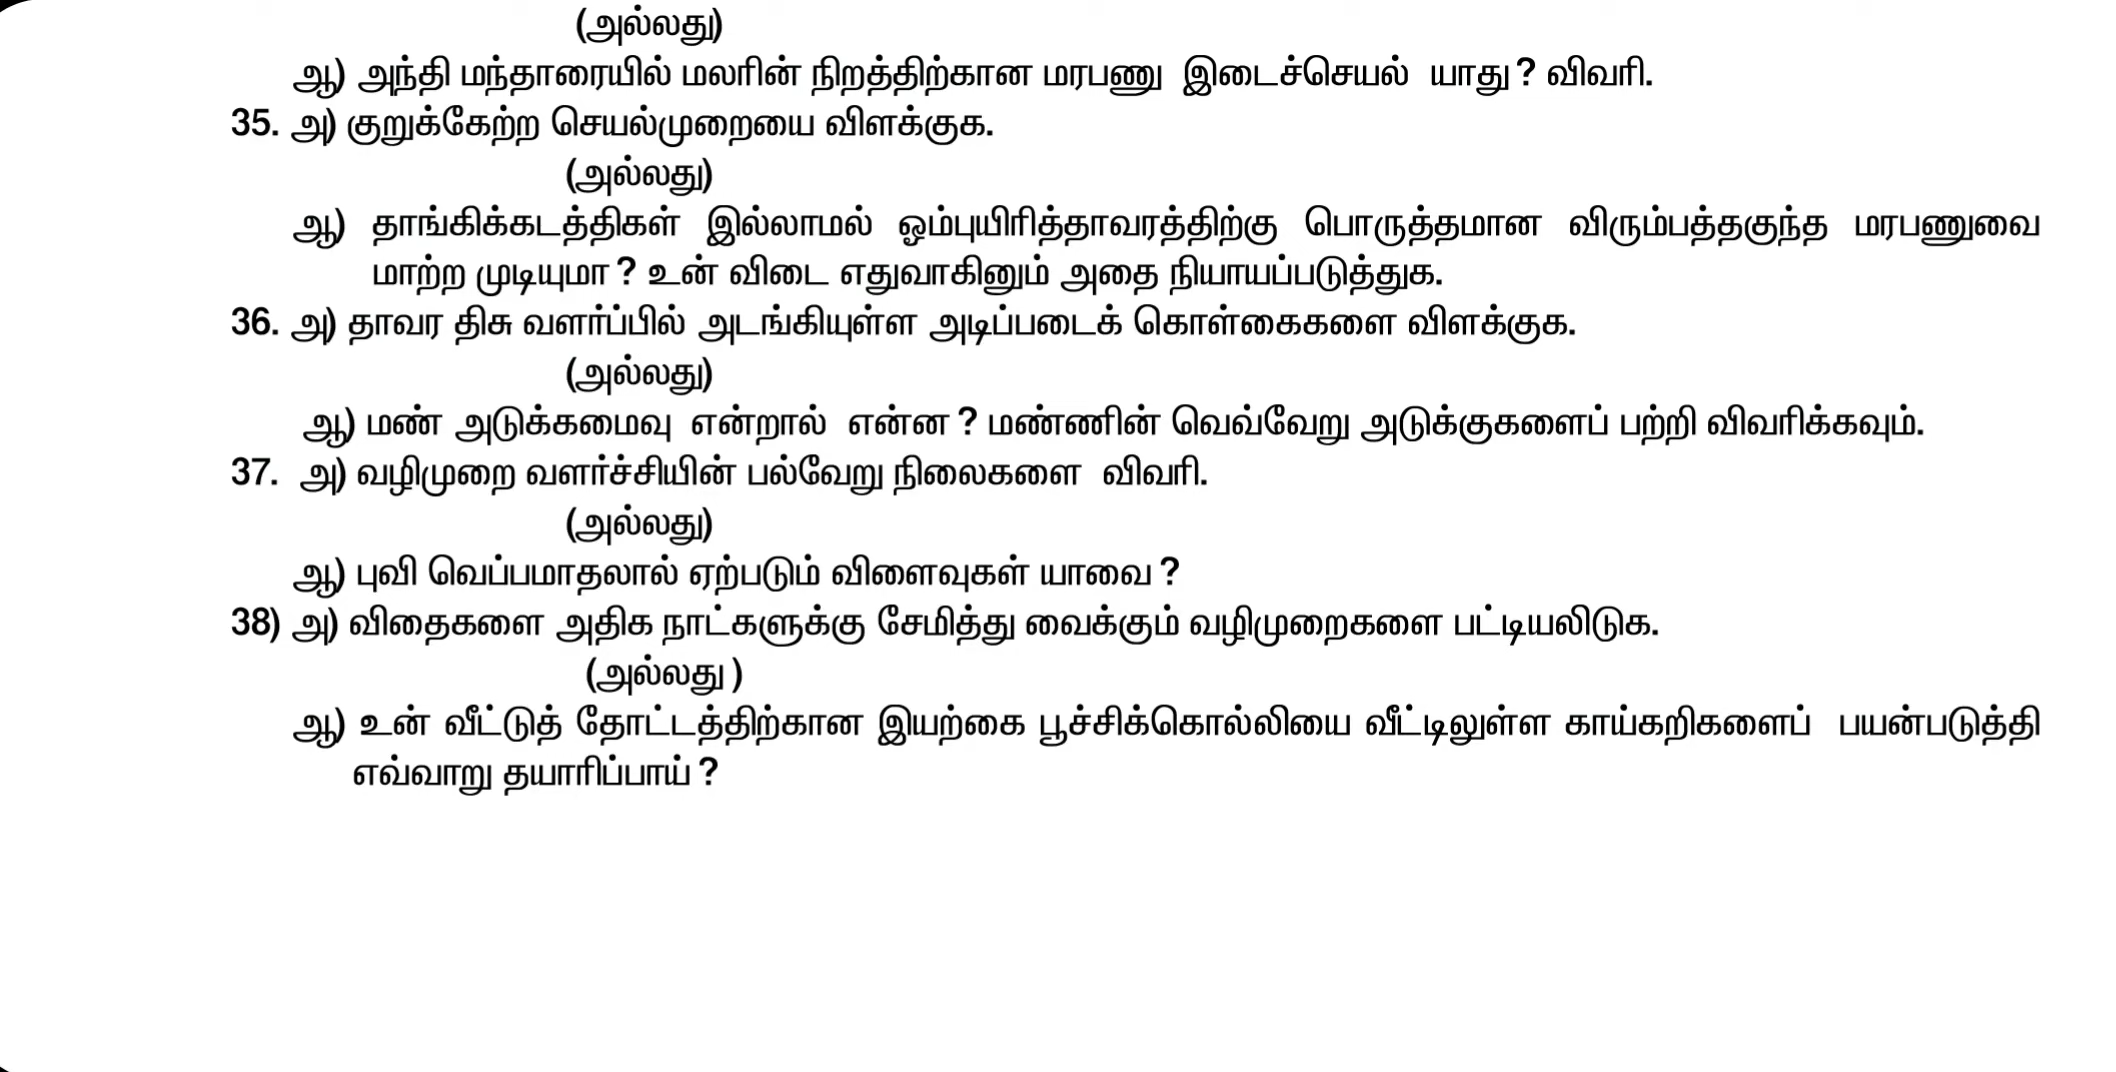 (அல்லது)
ஆ) அந்தி மந்தாரையில் மலரின் நிறத்திற்கான மரபணு இடைச்செயல் யாது ? விவரி.
35. அ) குறுக்கேற்ற செயல்முறையை விளக்குக.
(அல்லது)
ஆ) தாங்கிக்கடத்திகள் இல்லாமல் ஓம்புயிரித்தாவரத்திற்கு பொருத்தமான விரும்பத்தகுந்த மரபணுவை
மாற்ற முடியுமா ? உன் விடை எதுவாகினும் அதை நியாயப்படுத்துக.
36. அ) தாவர திசு வளர்ப்பில் அடங்கியுள்ள அடிப்படைக் கொள்கைகளை விளக்குக.
(அல்லது)
ஆ) மண் அடுக்கமைவு என்றால் என்ன ? மண்ணின் வெவ்வேறு அடுக்குகளைப் பற்றி விவரிக்கவும்.
37. அ) வழிமுறை வளர்ச்சியின் பல்வேறு நிலைகளை விவரி.
(அல்லது)
ஆ) புவி வெப்பமாதலால் ஏற்படும் விளைவுகள் யாவை ?
38) அ) விதைகளை அதிக நாட்களுக்கு சேமித்து வைக்கும் வழிமுறைகளை பட்டியலிடுக.
(அல்லது )
ஆ) உன் வீட்டுத் தோட்டத்திற்கான இயற்கை பூச்சிக்கொல்லியை வீட்டிலுள்ள காய்கறிகளைப் பயன்படுத்தி
எவ்வாறு தயாரிப்பாய் ?